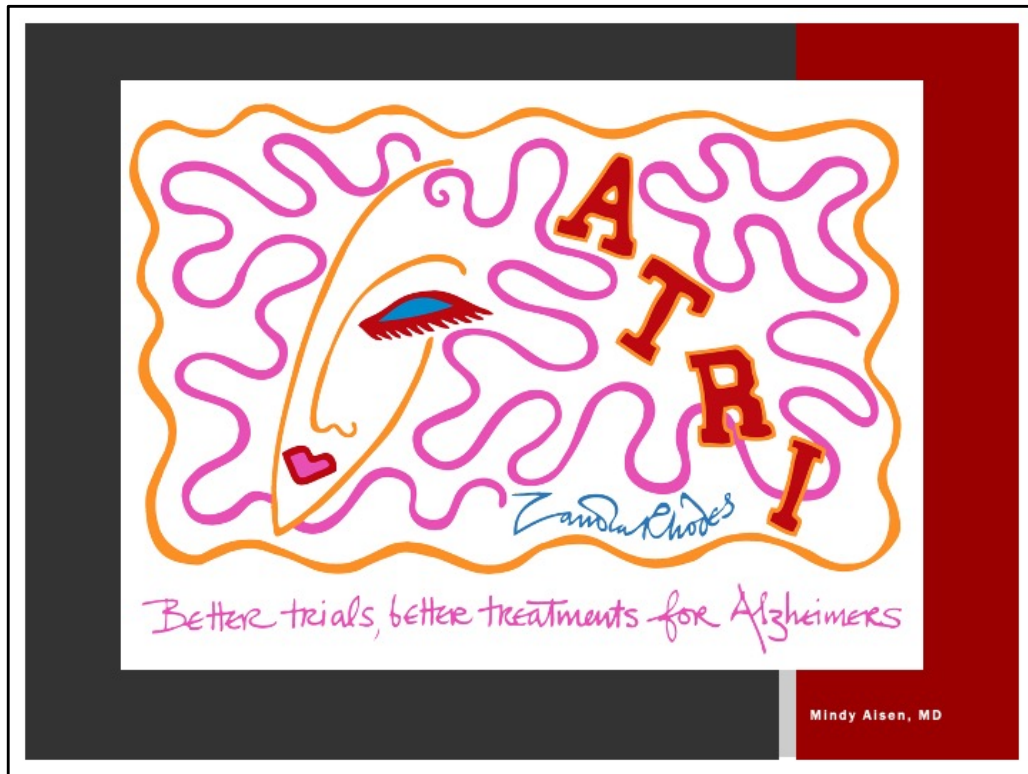 ATRI
Zandra Rhodes
Better trials, better treatments for Alzheimers
Mindy Aisen, MD